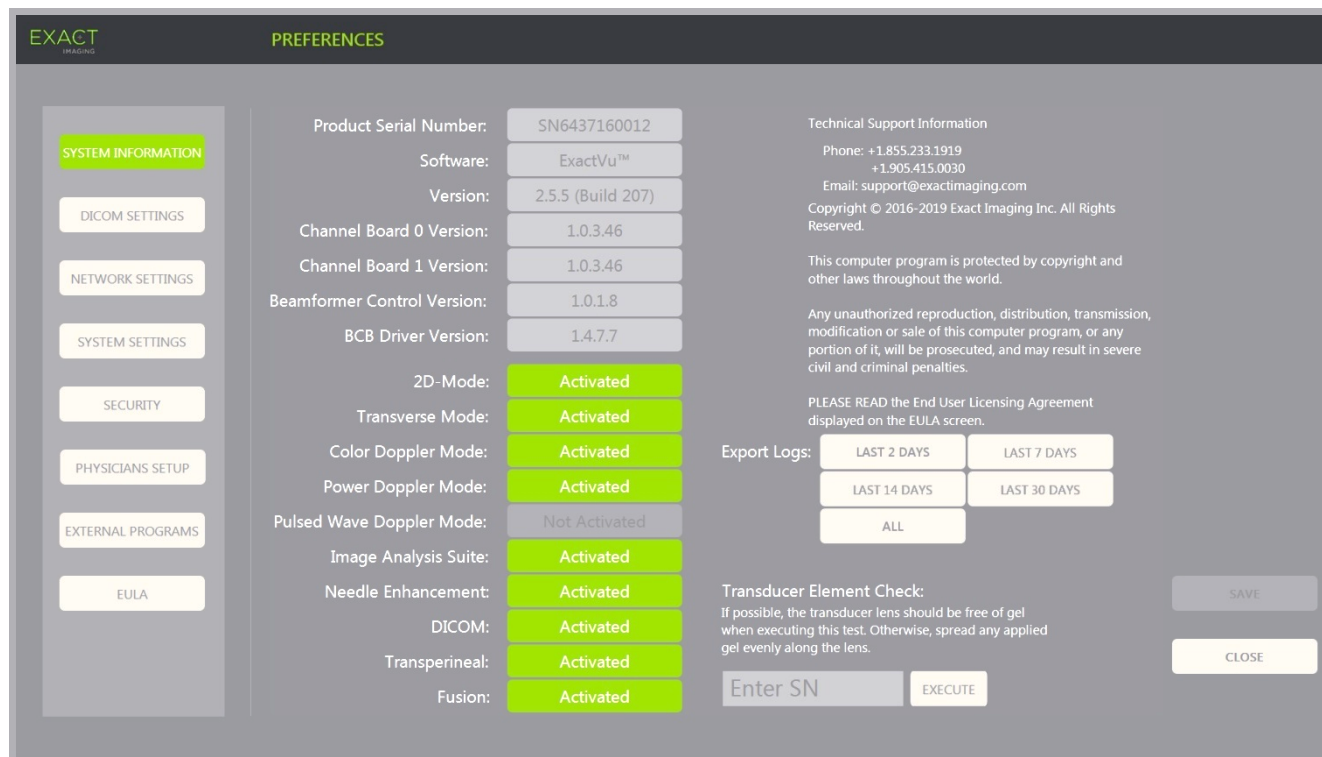 EXACT
IMAGING
PREFERENCES
SYSTEM INFORMATION
DICOM SETTINGS
NETWORK SETTINGS
SYSTEM SETTINGS
SECURITY
PHYSICIANS SETUP
EXTERNAL PROGRAMS
EULA
Product Serial Number: SN6437160012
Software: ExactVu™
Version: 2.5.5 (Build 207)
Channel Board 0 Version: 1.0.3.46
Channel Board 1 Version: 1.0.3.46
Beamformer Control Version: 1.0.1.8
BCB Driver Version: 1.4.7.7
2D-Mode: Activated
Transverse Mode: Activated
Color Doppler Mode: Activated
Power Doppler Mode: Activated
Pulsed Wave Doppler Mode: Not Activated
Image Analysis Suite: Activated
Needle Enhancement: Activated
DICOM: Activated
Transperineal: Activated
Fusion: Activated
Technical Support Information
Phone: +1.855.233.1919
+1.905.415.0030
Email: support@exactimaging.com
Copyright © 2016-2019 Exact Imaging Inc. All Rights
Reserved.
This computer program is protected by copyright and
other laws throughout the world.
Any unauthorized reproduction, distribution, transmission,
modification or sale of this computer program, or any
portion of it, will be prosecuted, and may result in severe
civil and criminal penalties.
PLEASE READ the End User Licensing Agreement
displayed on the EULA screen.
Export Logs: LAST 2 DAYS LAST 7 DAYS
LAST 14 DAYS LAST 30 DAYS
ALL
Transducer Element Check:
If possible, the transducer lens should be free of gel
when executing this test. Otherwise, spread any applied
gel evenly along the lens.
Enter SN EXECUTE
SAVE
CLOSE